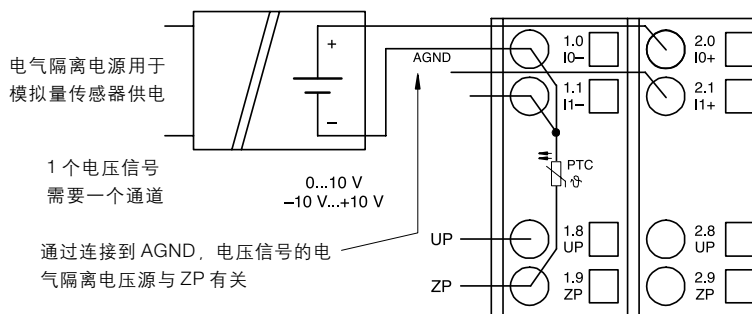 电气隔离电源用于
模拟量传感器供电
+
–
AGND
1.0
I0–
2.0
I0+
1.1
I1–
2.1
I1+
1 个电压信号
需要一个通道
0...10 V
–10 V...+10 V
PTC
ϑ
通过连接到 AGND，电压信号的电
气隔离电压源与 ZP 有关
UP
1.8
UP
2.8
UP
ZP
1.9
ZP
2.9
ZP